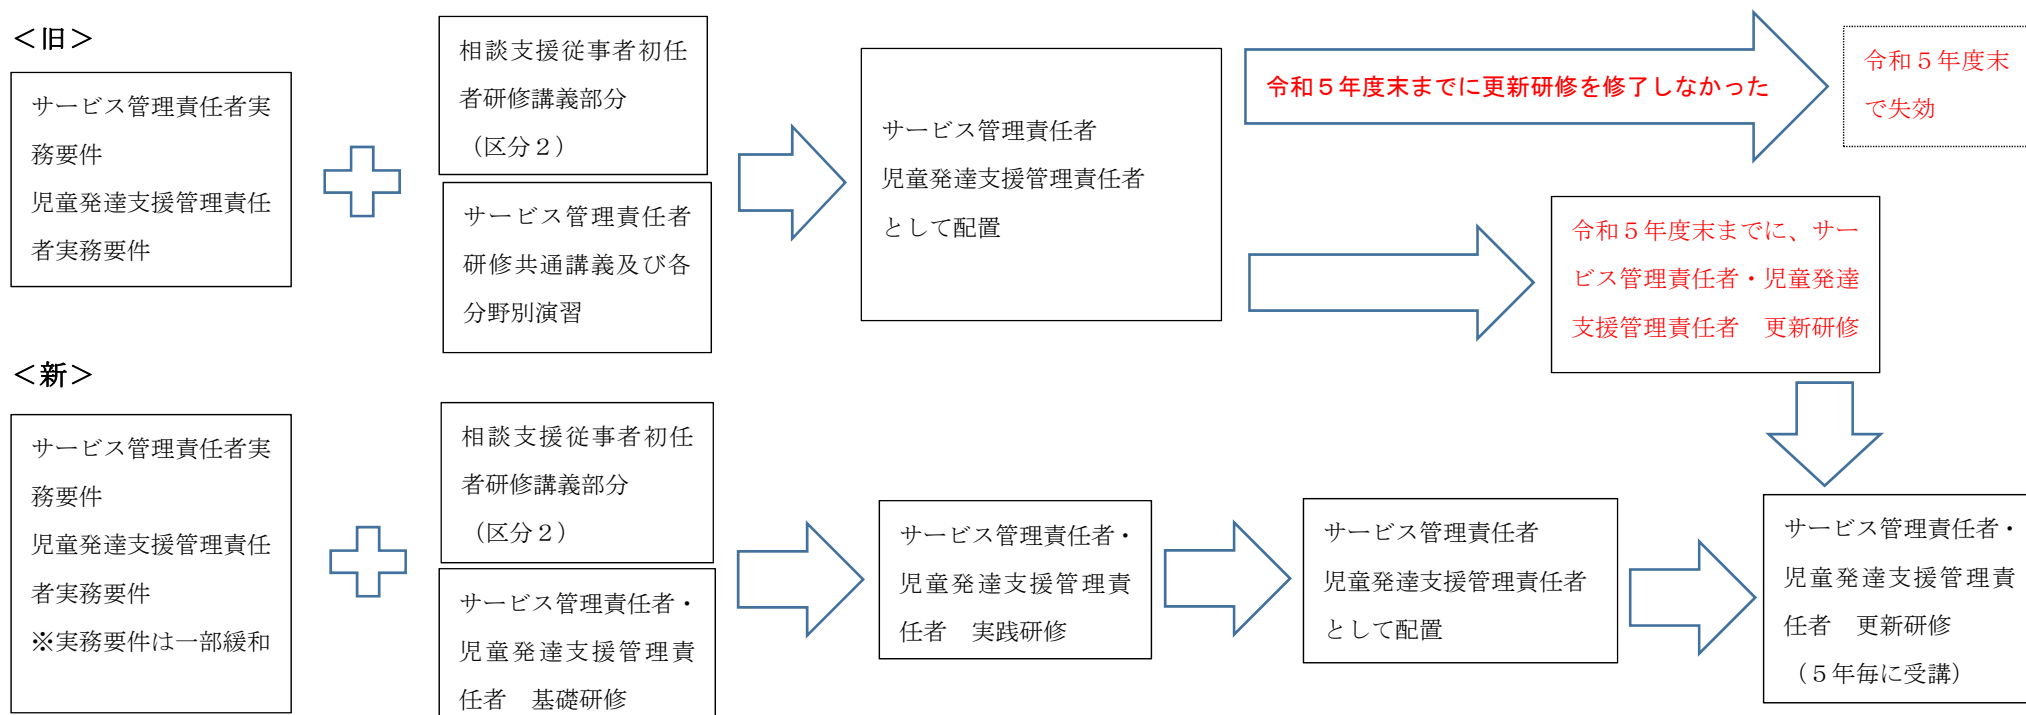 ＜旧＞
サービス管理責任者実
務要件
児童発達支援管理責任
者実務要件
相談支援従事者初任
者研修講義部分
（区分２）
サービス管理責任者
研修共通講義及び各
分野別演習
サービス管理責任者
児童発達支援管理責任者
として配置
令和５年度末までに更新研修を修了しなかった
令和５年度末
で失効
令和５年度末までに、サー
ビス管理責任者・児童発達
支援管理責任者　更新研修
＜新＞
サービス管理責任者実
務要件
児童発達支援管理責任
者実務要件
※実務要件は一部緩和
相談支援従事者初任
者研修講義部分
（区分２）
サービス管理責任者・
児童発達支援管理責
任者　基礎研修
サービス管理責任者・
児童発達支援管理責
任者　実践研修
サービス管理責任者
児童発達支援管理責任者
として配置
サービス管理責任者・
児童発達支援管理責
任者　更新研修
（５年毎に受講）